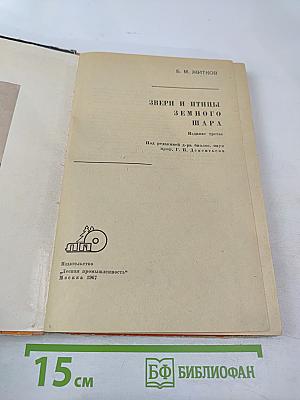 Б. М. ЖИТКОВ
ЗВЕРИ И ПТИЦЫ
ЗЕМНОГО
ШАРА
Издание третье
Под редакцией д-ра биолог. наук
проф. Г. П. Дементьева
Издательство
„Лесная промышленность"
Москва 1967
15 см
БФ БИБЛИОФАН